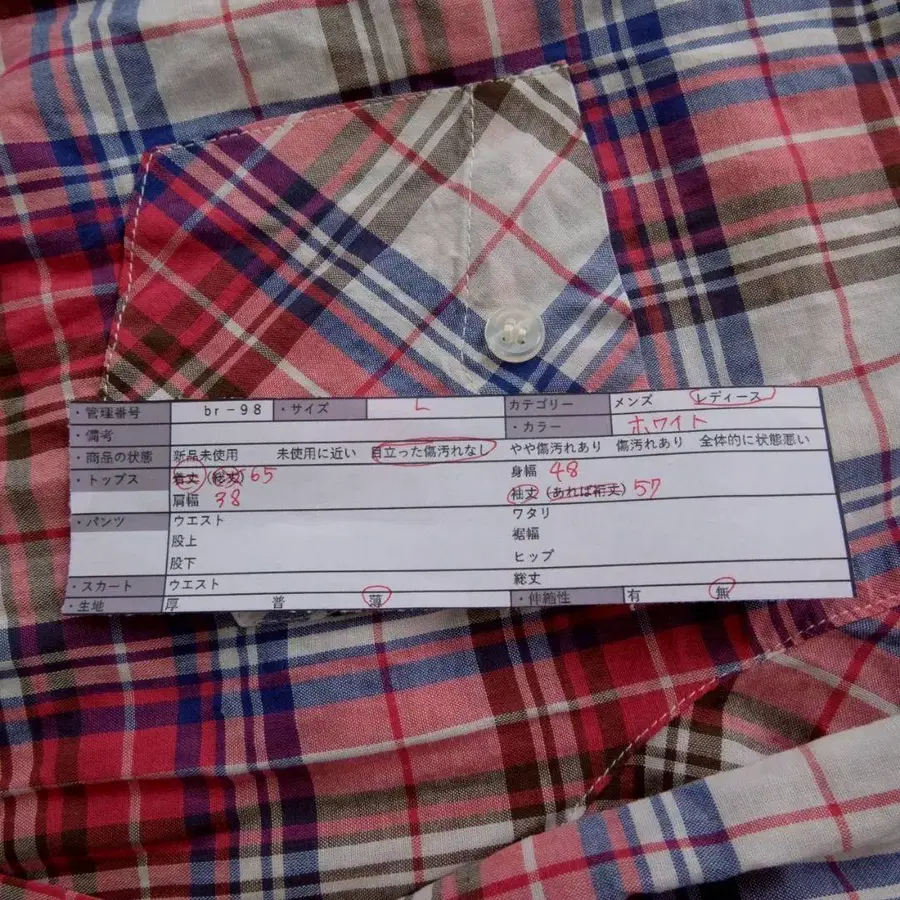 ・管理番号 br-98 ・サイズ L カテゴリー メンズ レディース
・備考 ・カラー ホワイト
・商品の状態 新品未使用 未使用に近い 目立った傷汚れなし やや傷汚れあり 傷汚れあり 全体的に状態悪い
・トップス 着丈（総丈）65 身幅 48
肩幅 38 袖丈（あれば裄丈）57
・パンツ ウエスト ワタリ
股上 裾幅
股下 ヒップ
・スカート ウエスト 総丈
・生地 厚 普 薄 ・伸縮性 有 無